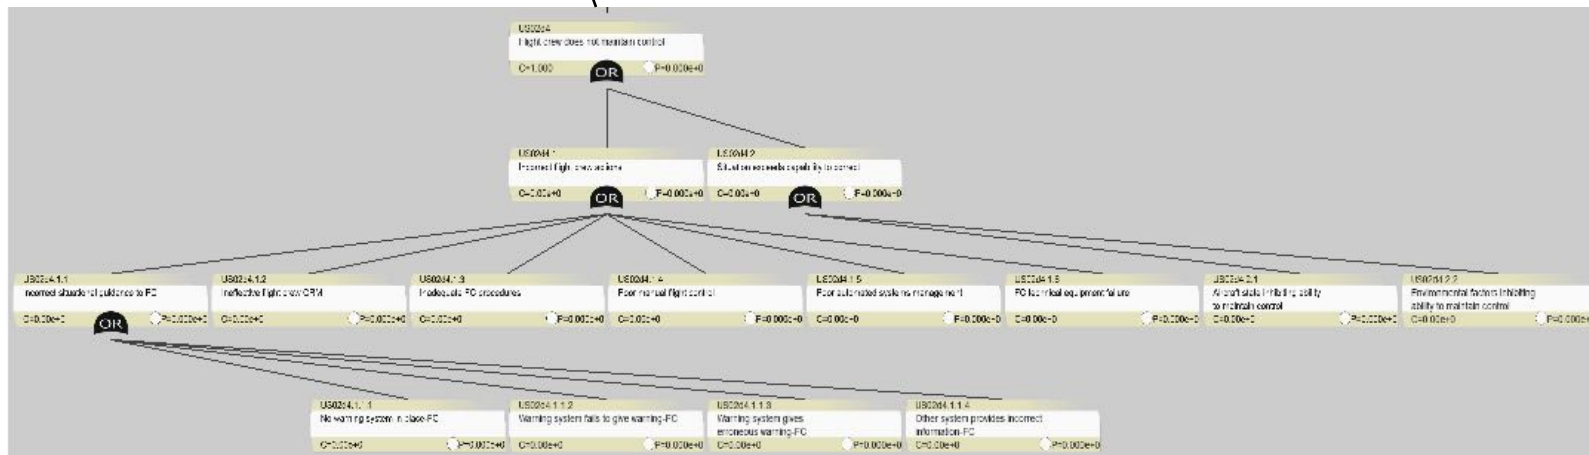 US02d4
Flight crew does not maintain control
C=1.000
OR
P=0.000e+0
US02d4.1
Incorrect flight crew actions
C=0.00e+0
OR
P=0.000e+0
US02d4.2
Situation exceeds capability to correct
C=0.00e+0
OR
P=0.000e+0
US02d4.1.1
Incorrect situational guidance to FC
C=0.00e+0
OR
P=0.000e+0
US02d4.1.2
Ineffective flight crew CRM
C=0.00e+0
P=0.000e+0
US02d4.1.3
Inadequate FC procedures
C=0.00e+0
P=0.000e+0
US02d4.1.4
Poor manual flight control
C=0.00e+0
P=0.000e+0
US02d4.1.5
Poor automated systems management
C=0.00e+0
P=0.000e+0
US02d4.1.6
FC technical equipment failure
C=0.00e+0
P=0.000e+0
US02d4.2.1
Aircraft state inhibiting ability
to maintain control
C=0.00e+0
P=0.000e+0
US02d4.2.2
Environmental factors inhibiting
ability to maintain control
C=0.00e+0
P=0.000e+
US02d4.1.1.1
No warning system in place-FC
C=0.00e+0
P=0.000e+0
US02d4.1.1.2
Warning system fails to give warning-FC
C=0.00e+0
P=0.000e+0
US02d4.1.1.3
Warning system gives
erroneous warning-FC
C=0.00e+0
P=0.000e+0
US02d4.1.1.4
Other system provides incorrect
information-FC
C=0.00e+0
P=0.000e+0